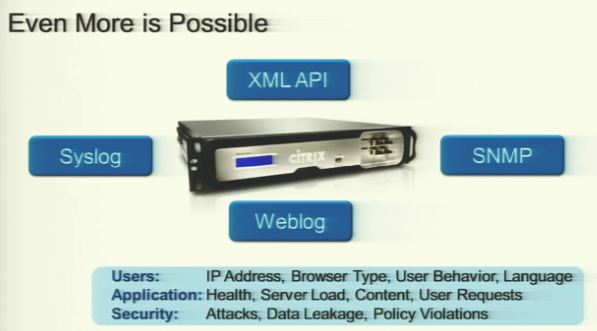 Even More is Possible
XML API
Syslog
CITRIX
SNMP
Weblog
Users: IP Address, Browser Type, User Behavior, Language
Application: Health, Server Load, Content, User Requests
Security: Attacks, Data Leakage, Policy Violations